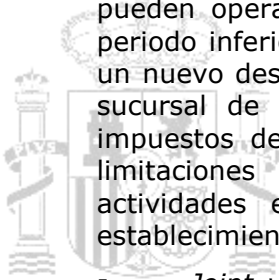 pueden opera
periodo inferi
un nuevo des
sucursal de
impuestos de
limitaciones
actividades e
establecimien
- Joint v